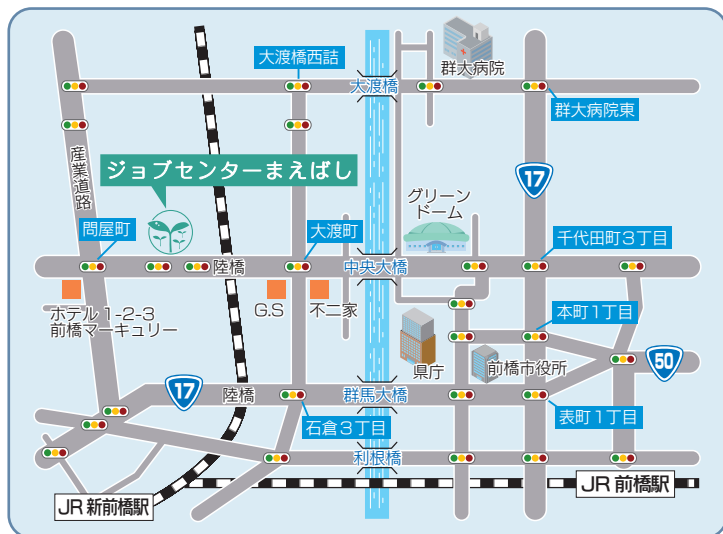 大渡橋西詰
大渡橋
群大病院
群大病院東
産業道路
ジョブセンターまえばし
17
グリーン
ドーム
問屋町
大渡町
千代田町3丁目
陸橋
中央大橋
ホテル1-2-3
前橋マーキュリー
G.S
不二家
本町1丁目
県庁
前橋市役所
50
17
陸橋
群馬大橋
石倉3丁目
表町1丁目
利根橋
JR 新前橋駅
JR 前橋駅